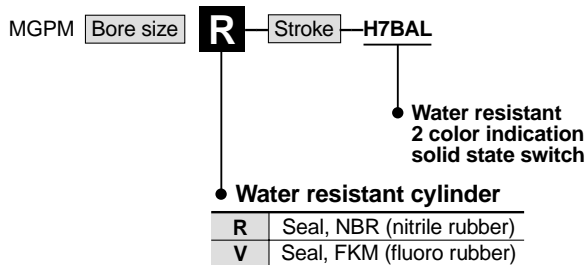 MGPM Bore size R Stroke H7BAL
Water resistant
2 color indication
solid state switch
Water resistant cylinder
R Seal, NBR (nitrile rubber)
V Seal, FKM (fluoro rubber)